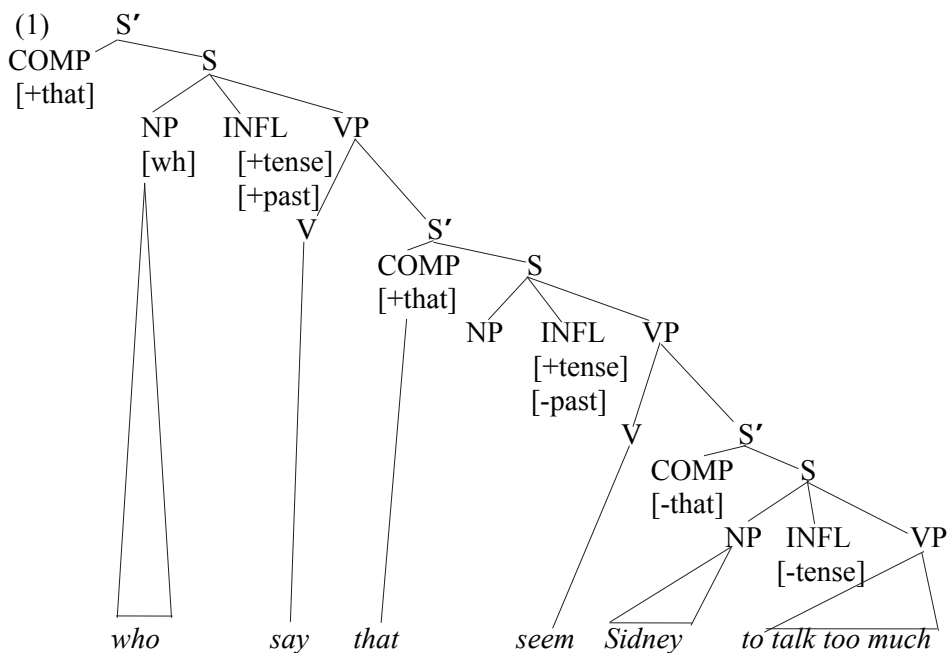 (1) S′
COMP S
[+that]
NP INFL VP
[wh] [+tense]
[+past]
V S′
COMP S
[+that]
NP INFL VP
[+tense]
[-past]
V S′
COMP S
[-that]
NP INFL VP
[-tense]
who say that seem Sidney to talk too much